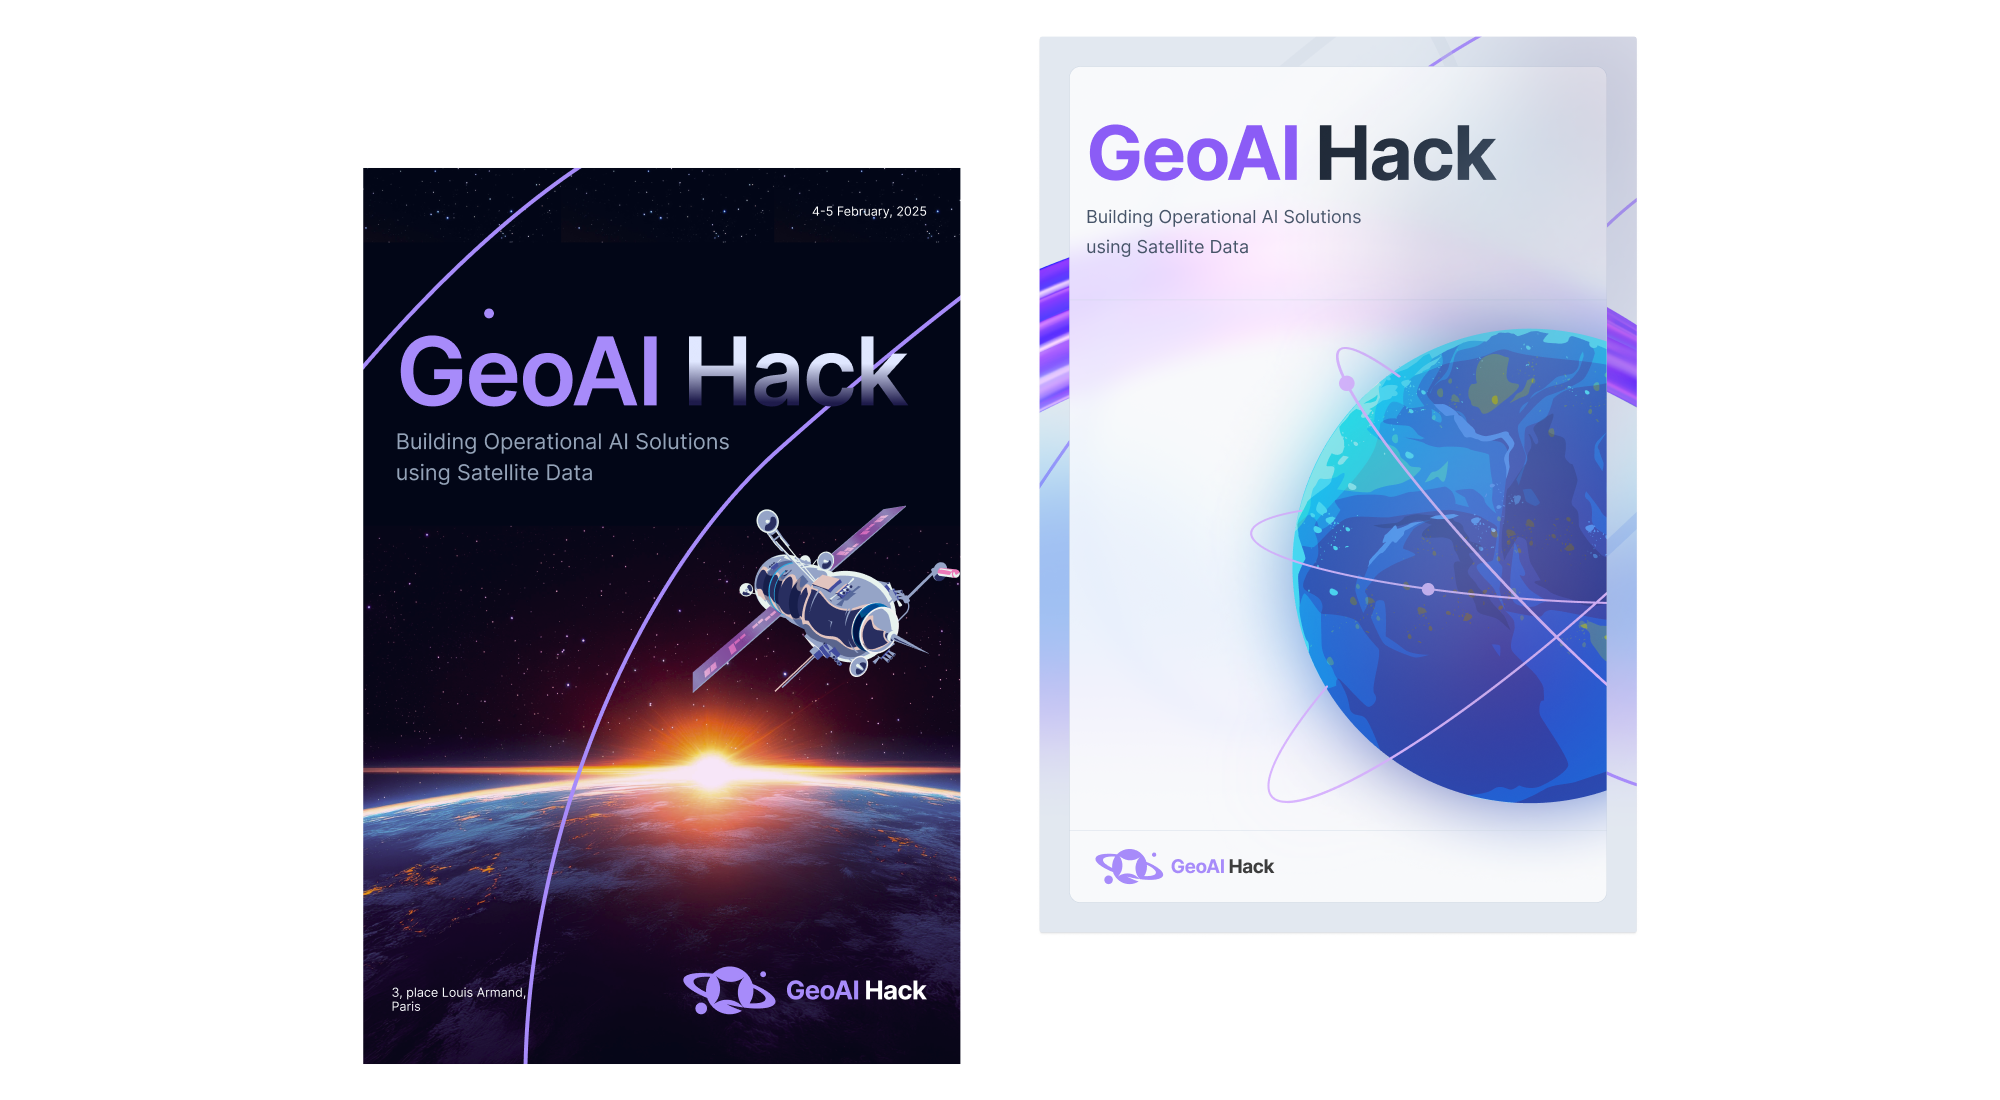 4-5 February, 2025
GeoAI Hack
Building Operational AI Solutions
using Satellite Data
3, place Louis Armand,
Paris
GeoAI Hack
GeoAI Hack
Building Operational AI Solutions
using Satellite Data
GeoAI Hack